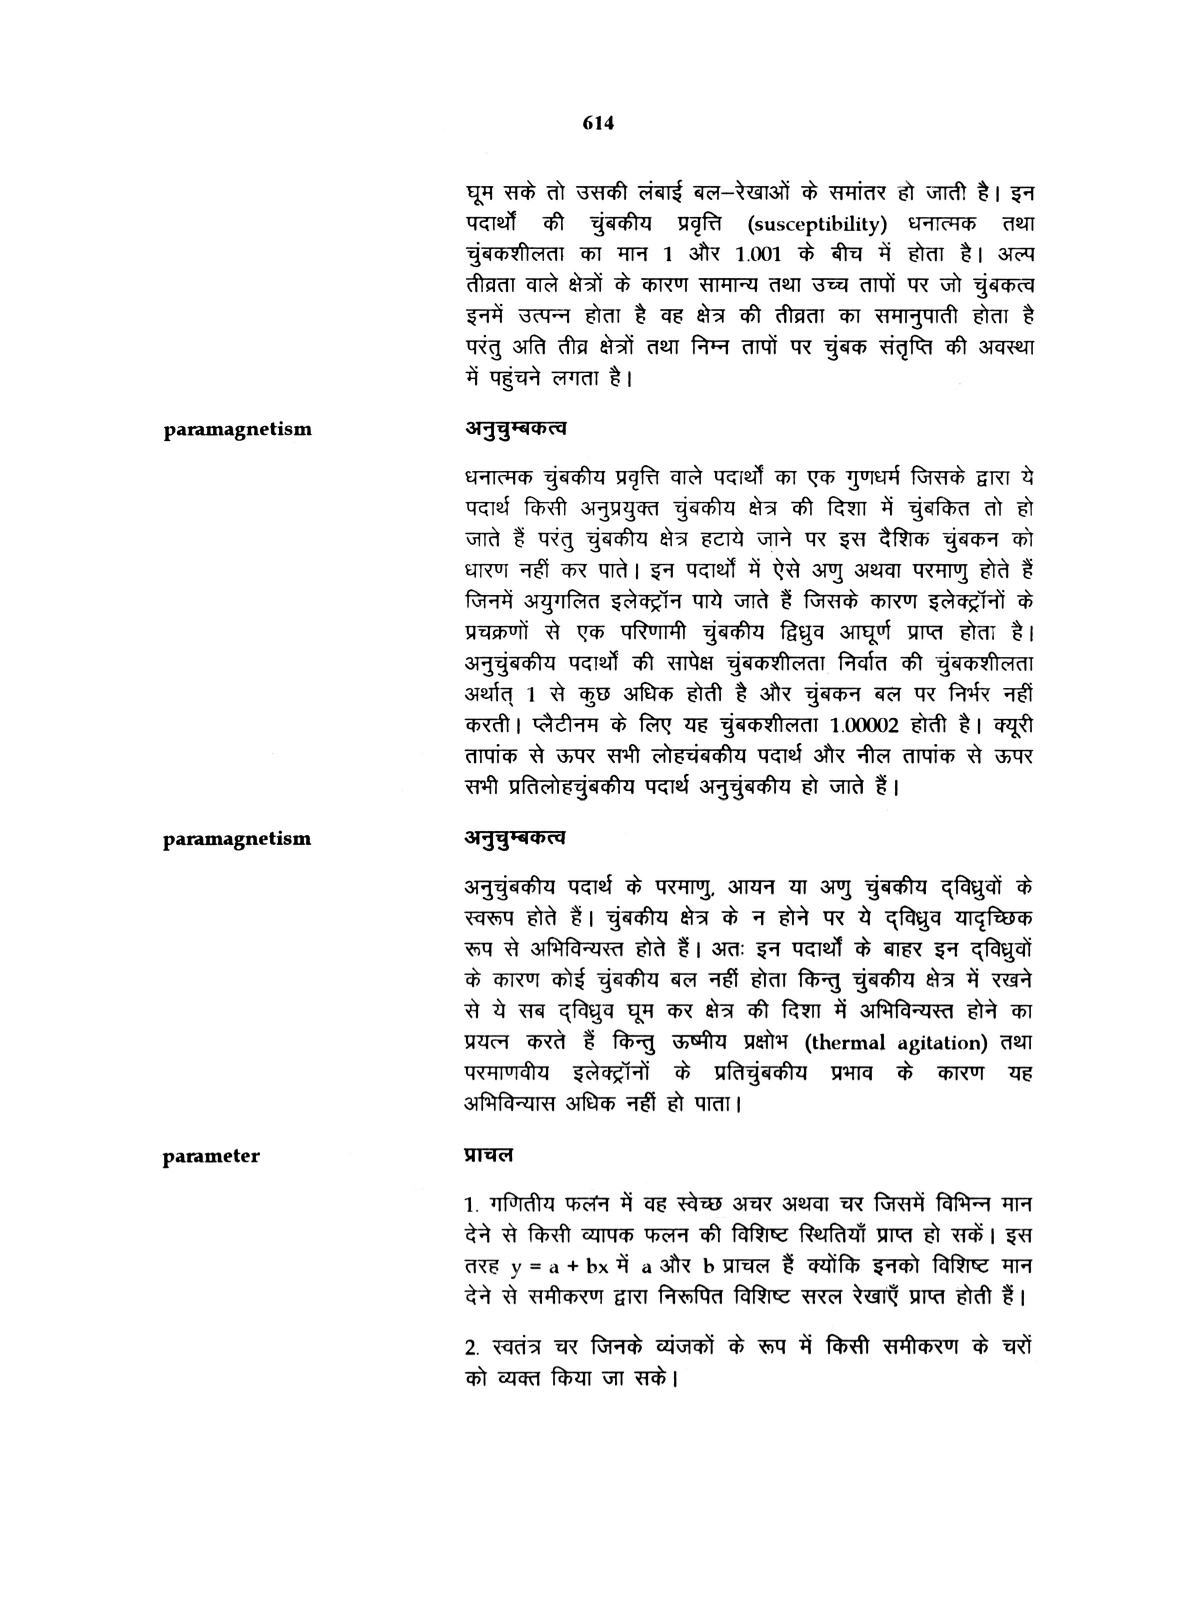 614
घूम सके तो उसकी लंबाई बल–रेखाओं के समांतर हो जाती है। इन
पदार्थों की चुंबकीय प्रवृत्ति (susceptibility) धनात्मक तथा
चुंबकशीलता का मान 1 और 1.001 के बीच में होता है। अल्प
तीव्रता वाले क्षेत्रों के कारण सामान्य तथा उच्च तापों पर जो चुंबकत्व
इनमें उत्पन्न होता है वह क्षेत्र की तीव्रता का समानुपाती होता है
परंतु अति तीव्र क्षेत्रों तथा निम्न तापों पर चुंबक संतृप्ति की अवस्था
में पहुंचने लगता है।
paramagnetism अनुचुम्बकत्व
धनात्मक चुंबकीय प्रवृत्ति वाले पदार्थों का एक गुणधर्म जिसके द्वारा ये
पदार्थ किसी अनुप्रयुक्त चुंबकीय क्षेत्र की दिशा में चुंबकित तो हो
जाते हैं परंतु चुंबकीय क्षेत्र हटाये जाने पर इस दैशिक चुंबकन को
धारण नहीं कर पाते। इन पदार्थों में ऐसे अणु अथवा परमाणु होते हैं
जिनमें अयुगलित इलेक्ट्रॉन पाये जाते हैं जिसके कारण इलेक्ट्रॉनों के
प्रचक्रणों से एक परिणामी चुंबकीय द्विध्रुव आघूर्ण प्राप्त होता है।
अनुचुंबकीय पदार्थों की सापेक्ष चुंबकशीलता निर्वात की चुंबकशीलता
अर्थात् 1 से कुछ अधिक होती है और चुंबकन बल पर निर्भर नहीं
करती। प्लैटीनम के लिए यह चुंबकशीलता 1.00002 होती है। क्यूरी
तापांक से ऊपर सभी लोहचंबकीय पदार्थ और नील तापांक से ऊपर
सभी प्रतिलोहचुंबकीय पदार्थ अनुचुंबकीय हो जाते हैं।
paramagnetism अनुचुम्बकत्व
अनुचुंबकीय पदार्थ के परमाणु, आयन या अणु चुंबकीय द्विध्रुवों के
स्वरूप होते हैं। चुंबकीय क्षेत्र के न होने पर ये द्विध्रुव यादृच्छिक
रूप से अभिविन्यस्त होते हैं। अतः इन पदार्थों के बाहर इन द्विध्रुवों
के कारण कोई चुंबकीय बल नहीं होता किन्तु चुंबकीय क्षेत्र में रखने
से ये सब द्विध्रुव घूम कर क्षेत्र की दिशा में अभिविन्यस्त होने का
प्रयत्न करते हैं किन्तु ऊष्मीय प्रक्षोभ (thermal agitation) तथा
परमाणवीय इलेक्ट्रॉनों के प्रतिचुंबकीय प्रभाव के कारण यह
अभिविन्यास अधिक नहीं हो पाता।
parameter प्राचल
1. गणितीय फलन में वह स्वेच्छ अचर अथवा चर जिसमें विभिन्न मान
देने से किसी व्यापक फलन की विशिष्ट स्थितियाँ प्राप्त हो सकें। इस
तरह y = a + bx में a और b प्राचल हैं क्योंकि इनको विशिष्ट मान
देने से समीकरण द्वारा निरूपित विशिष्ट सरल रेखाएँ प्राप्त होती हैं।
2. स्वतंत्र चर जिनके व्यंजकों के रूप में किसी समीकरण के चरों
को व्यक्त किया जा सके।